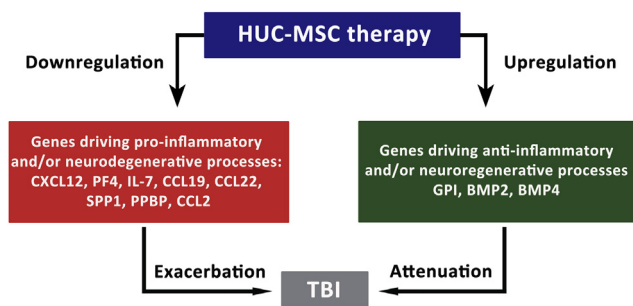 HUC-MSC therapy
Downregulation
Upregulation
Genes driving pro-inflammatory
and/or neurodegenerative processes:
CXCL12, PF4, IL-7, CCL19, CCL22,
SPP1, PPBP, CCL2
Genes driving anti-inflammatory
and/or neuroregenerative processes
GPI, BMP2, BMP4
Exacerbation
Attenuation
TBI